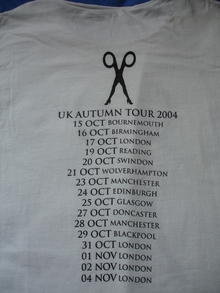 UK AUTUMN TOUR 2004
15 OCT BOURNEMOUTH
16 OCT BIRMINGHAM
17 OCT LONDON
19 OCT READING
20 OCT SWINDON
21 OCT WOLVERHAMPTON
23 OCT MANCHESTER
24 OCT EDINBURGH
25 OCT GLASGOW
27 OCT DONCASTER
28 OCT MANCHESTER
29 OCT BLACKPOOL
31 OCT LONDON
01 NOV LONDON
02 NOV LONDON
04 NOV LONDON